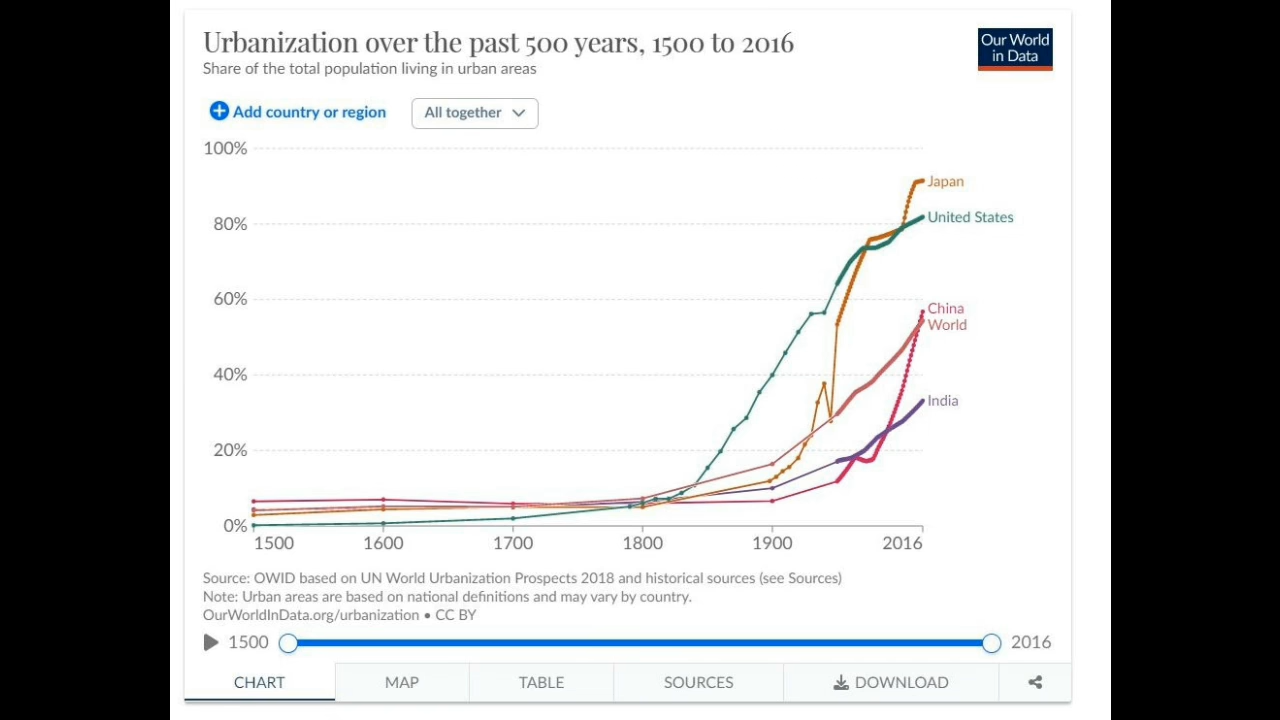 Urbanization over the past 500 years, 1500 to 2016
Share of the total population living in urban areas
Our World
in Data
Add country or region
All together
100%
80%
60%
40%
20%
0%
Japan
United States
China
World
India
1500 1600 1700 1800 1900 2016
Source: OWID based on UN World Urbanization Prospects 2018 and historical sources (see Sources)
Note: Urban areas are based on national definitions and may vary by country.
OurWorldInData.org/urbanization • CC BY
1500 2016
CHART MAP TABLE SOURCES DOWNLOAD